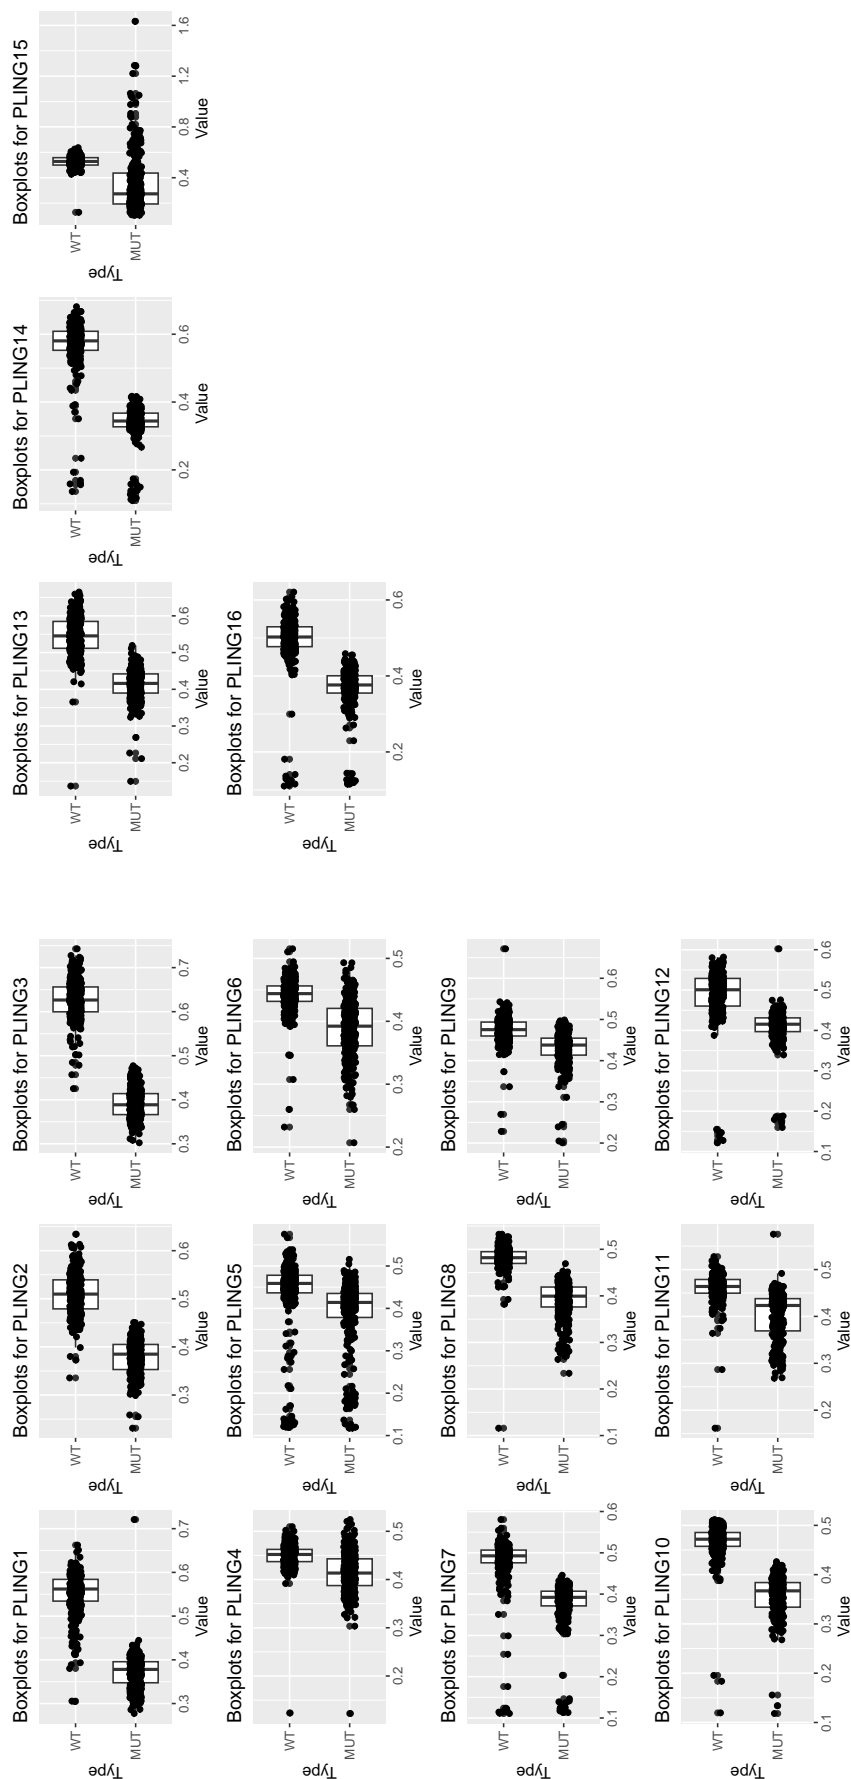 Boxplots for PLING1
Type
WT
MUT
0.3 0.4 0.5 0.6 0.7
Value
Boxplots for PLING2
Type
WT
MUT
0.3 0.4 0.5 0.6
Value
Boxplots for PLING3
Type
WT
MUT
0.3 0.4 0.5 0.6 0.7
Value
Boxplots for PLING4
Type
WT
MUT
0.2 0.3 0.4 0.5
Value
Boxplots for PLING5
Type
WT
MUT
0.1 0.2 0.3 0.4 0.5
Value
Boxplots for PLING6
Type
WT
MUT
0.2 0.3 0.4 0.5
Value
Boxplots for PLING7
Type
WT
MUT
0.1 0.2 0.3 0.4 0.5 0.6
Value
Boxplots for PLING8
Type
WT
MUT
0.1 0.2 0.3 0.4 0.5
Value
Boxplots for PLING9
Type
WT
MUT
0.2 0.3 0.4 0.5 0.6
Value
Boxplots for PLING10
Type
WT
MUT
0.1 0.2 0.3 0.4 0.5
Value
Boxplots for PLING11
Type
WT
MUT
0.2 0.3 0.4 0.5
Value
Boxplots for PLING12
Type
WT
MUT
0.1 0.2 0.3 0.4 0.5 0.6
Value
Boxplots for PLING13
Type
WT
MUT
0.2 0.3 0.4 0.5 0.6
Value
Boxplots for PLING14
Type
WT
MUT
0.2 0.4 0.6
Value
Boxplots for PLING15
Type
WT
MUT
0.4 0.8 1.2 1.6
Value
Boxplots for PLING16
Type
WT
MUT
0.2 0.4 0.6
Value